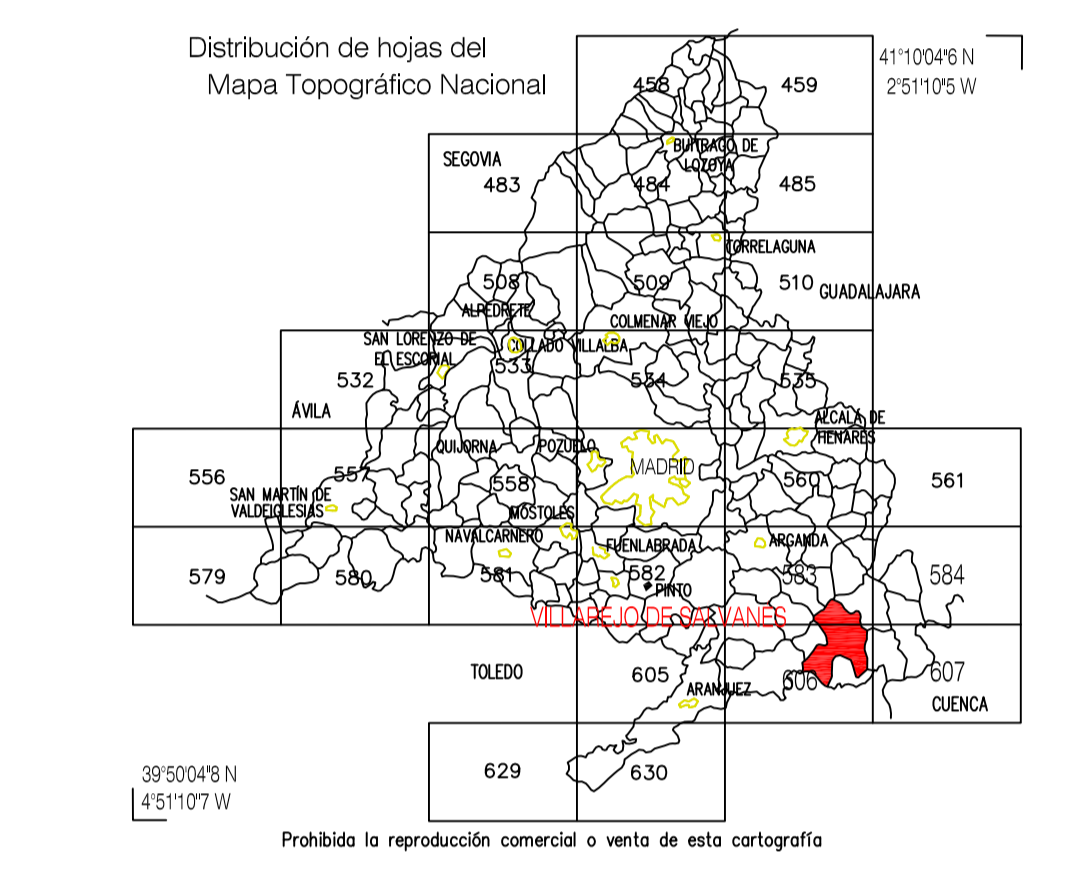 Distribución de hojas del
Mapa Topográfico Nacional
41°10'04"6 N
2°51'10"5 W
458
459
SEGOVIA
BUITRAGO DE
LOZOYA
483
484
485
TORRELAGUNA
508
509
510
GUADALAJARA
ALPEDRETE
COLMENAR VIEJO
SAN LORENZO DE
EL ESCORIAL
COLLADO VILLALBA
532
533
534
535
ÁVILA
ALCALÁ DE
HENARES
QUIJORNA
POZUELO
MADRID
556
557
558
560
561
SAN MARTÍN DE
VALDEIGLESIAS
MÓSTOLES
NAVALCARNERO
FUENLABRADA
ARGANDA
579
580
581
582
583
584
PINTO
VILLAREJO DE SALVANES
TOLEDO
605
606
607
ARANJUEZ
CUENCA
629
630
39°50'04"8 N
4°51'10"7 W
Prohibida la reproducción comercial o venta de esta cartografía